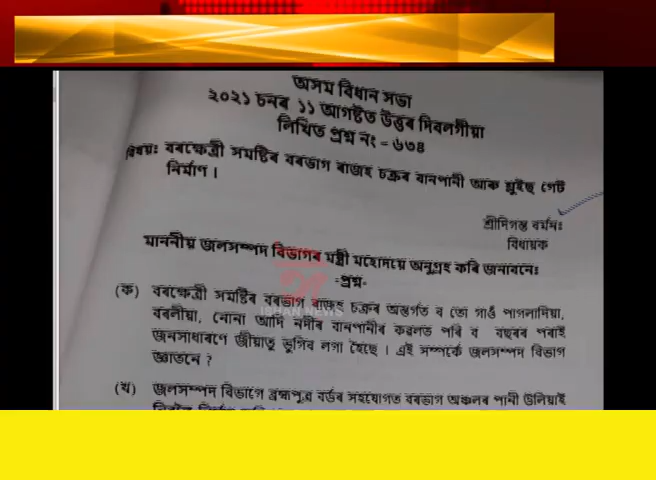 অসম বিধান সভা
২০২১ চনৰ ১১ আগষ্টত উত্তৰ দিবলগীয়া
লিখিত প্ৰশ্ন নং - ৬৩৪
বিষয়ঃ বৰক্ষেত্ৰী সমষ্টিৰ বৰভাগ ৰাজহ চক্ৰৰ বানপানী আৰু শ্লুইছ গেট
নিৰ্মাণ ।
শ্ৰীদিগন্ত বৰ্মনঃ
বিধায়ক
মাননীয় জলসম্পদ বিভাগৰ মন্ত্ৰী মহোদয়ে অনুগ্ৰহ কৰি জনাবনেঃ
-প্ৰশ্ন-
ISHAN NEWS
(ক) বৰক্ষেত্ৰী সমষ্টিৰ বৰভাগ ৰাজহ চক্ৰৰ অন্তৰ্গত ব তো গাওঁ পাগলাদিয়া,
বৰলীয়া, নোনা আদি নদীৰ বানপানীৰ কৱলত পৰি ব বছৰৰ পৰাই
জনসাধাৰণে জীয়াতু ভুগিব লগা হৈছে । এই সম্পৰ্কে জলসম্পদ বিভাগ
জ্ঞাতনে ?
(খ) জলসম্পদ বিভাগে ব্ৰহ্মপুত্ৰ বৰ্ডৰ সহযোগত বৰভাগ অঞ্চলৰ পানী উলিয়াই